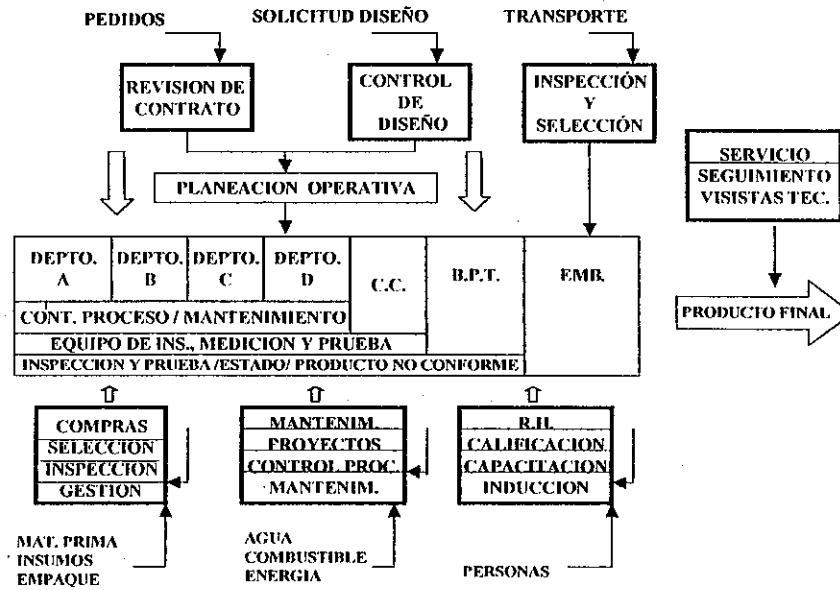 PEDIDOS
SOLICITUD DISEÑO
TRANSPORTE
REVISION DE
CONTRATO
CONTROL
DE
DISEÑO
INSPECCIÓN
Y
SELECCIÓN
SERVICIO
SEGUIMIENTO
VISISTAS TEC.
PLANEACION OPERATIVA
DEPTO.
A
DEPTO.
B
DEPTO.
C
DEPTO.
D
C.C.
B.P.T.
EMB.
CONT. PROCESO / MANTENIMIENTO
EQUIPO DE INS., MEDICION Y PRUEBA
INSPECCION Y PRUEBA /ESTADO/ PRODUCTO NO CONFORME
PRODUCTO FINAL
COMPRAS
SELECCION
INSPECCION
GESTION
MANTENIM.
PROYECTOS
CONTROL PROC.
MANTENIM.
R.H.
CALIFICACION
CAPACITACION
INDUCCION
MAT. PRIMA
INSUMOS
EMPAQUE
AGUA
COMBUSTIBLE
ENERGIA
PERSONAS